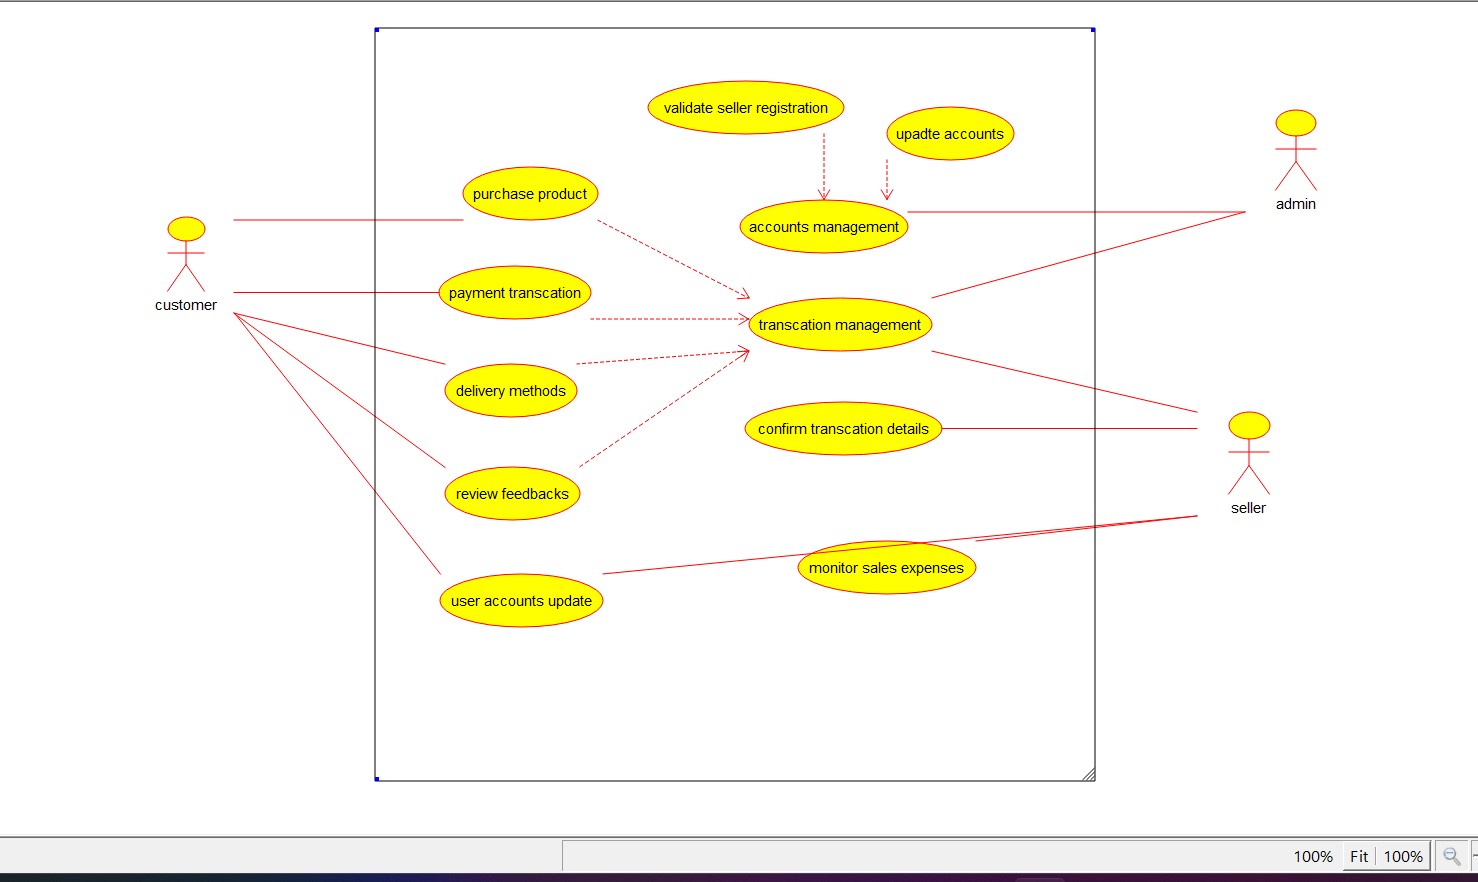 validate seller registration
upadte accounts
purchase product
admin
accounts management
customer
payment transcation
transcation management
delivery methods
confirm transcation details
review feedbacks
seller
monitor sales expenses
user accounts update
100% Fit 100%